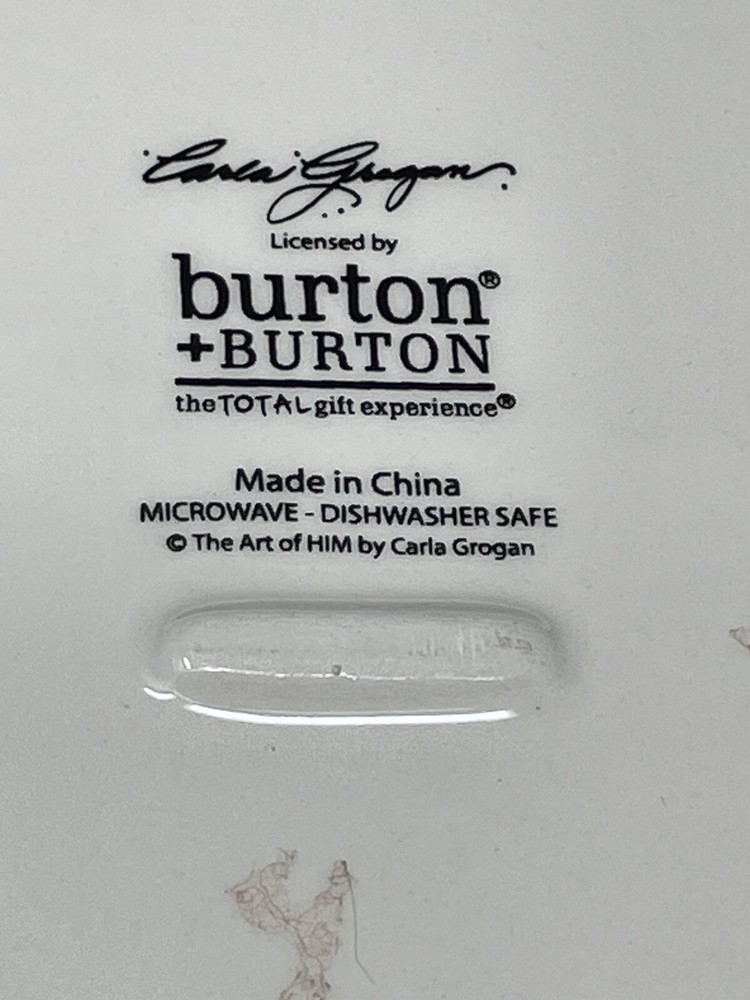 Carla Grogan
Licensed by
burton®
+BURTON
the TOTAL gift experience®
Made in China
MICROWAVE - DISHWASHER SAFE
© The Art of HIM by Carla Grogan